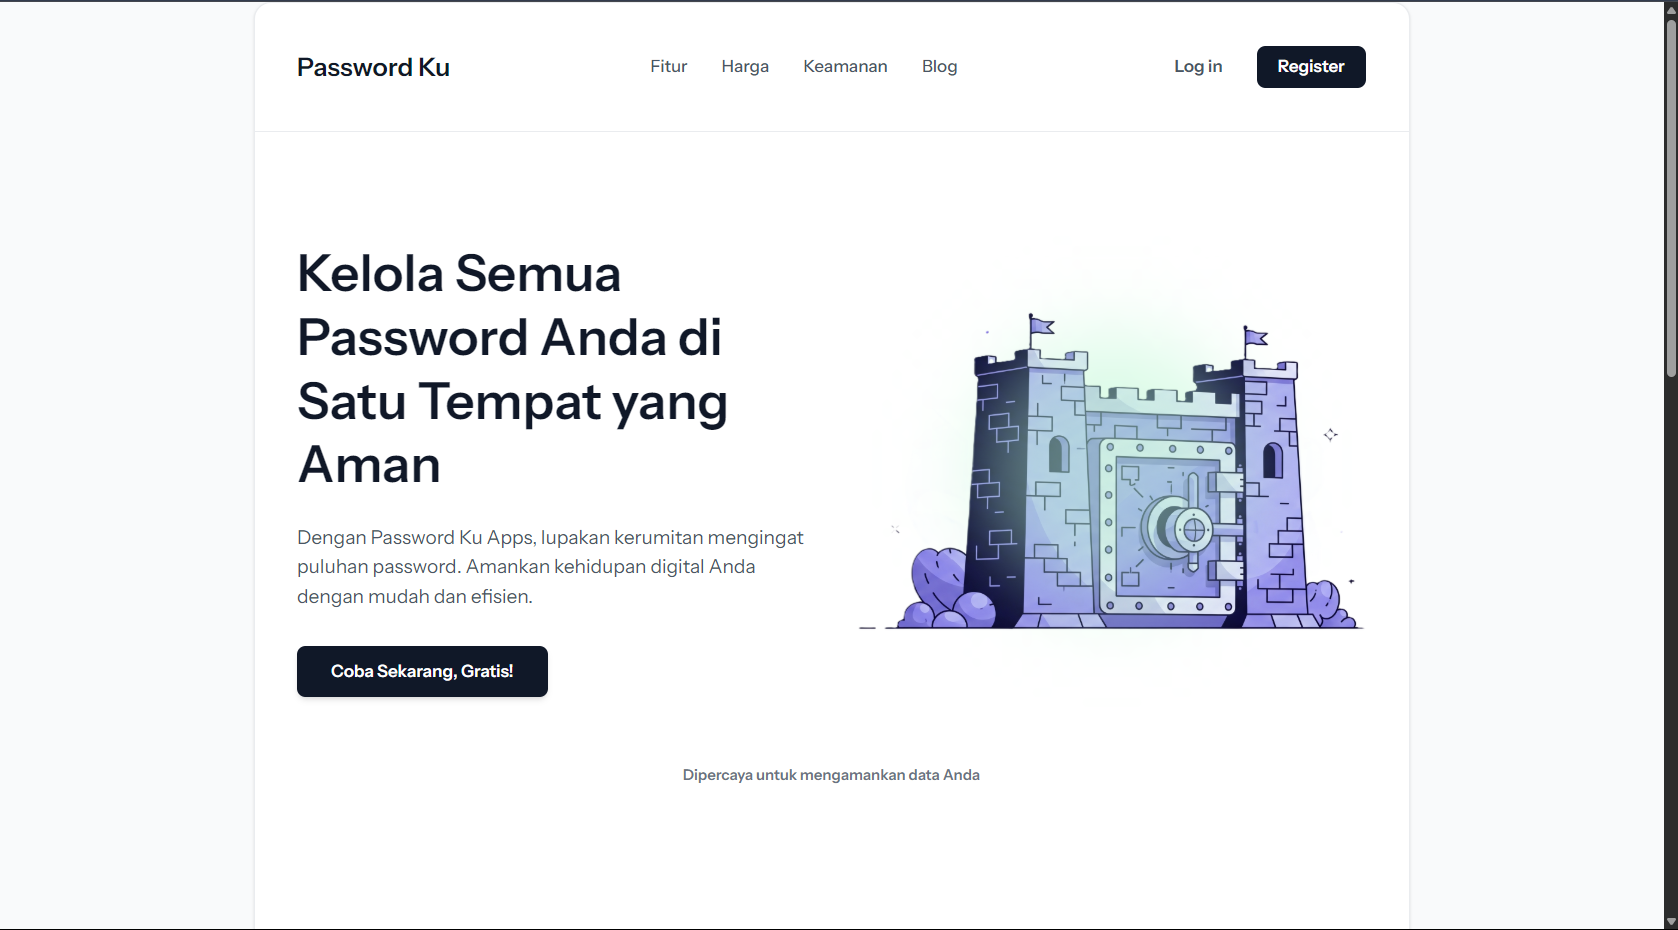 Password Ku
Fitur
Harga
Keamanan
Blog
Log in
Register
Kelola Semua
Password Anda di
Satu Tempat yang
Aman
Dengan Password Ku Apps, lupakan kerumitan mengingat
puluhan password. Amankan kehidupan digital Anda
dengan mudah dan efisien.
Coba Sekarang, Gratis!
Dipercaya untuk mengamankan data Anda